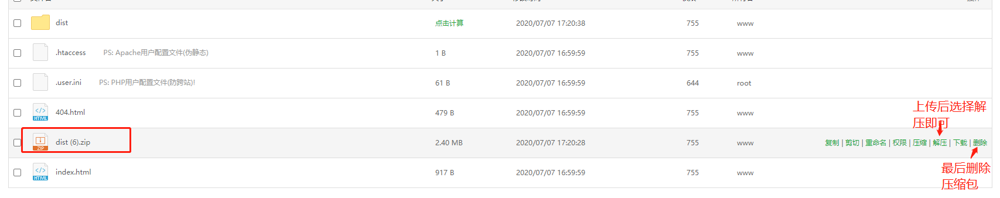 dist 点击计算 2020/07/07 17:20:38 755 www
.htaccess PS: Apache用户配置文件(伪静态) 1 B 2020/07/07 16:59:59 755 www
.user.ini PS: PHP用户配置文件(防跨站)! 61 B 2020/07/07 16:59:59 644 root
HTML 404.html 479 B 2020/07/07 16:59:59 755 www
上传后选择解
压即可
ZIP dist (6).zip 2.40 MB 2020/07/07 17:20:28 755 www 复制 | 剪切 | 重命名 | 权限 | 压缩 | 解压 | 下载 | 删除
最后删除
压缩包
HTML index.html 917 B 2020/07/07 16:59:59 755 www